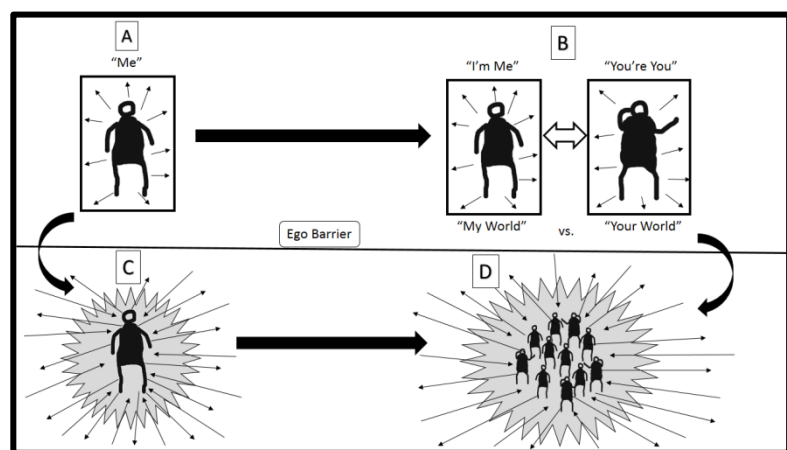 A
B
"Me"
"I'm Me"
"You're You"
"My World"
vs.
"Your World"
Ego Barrier
C
D